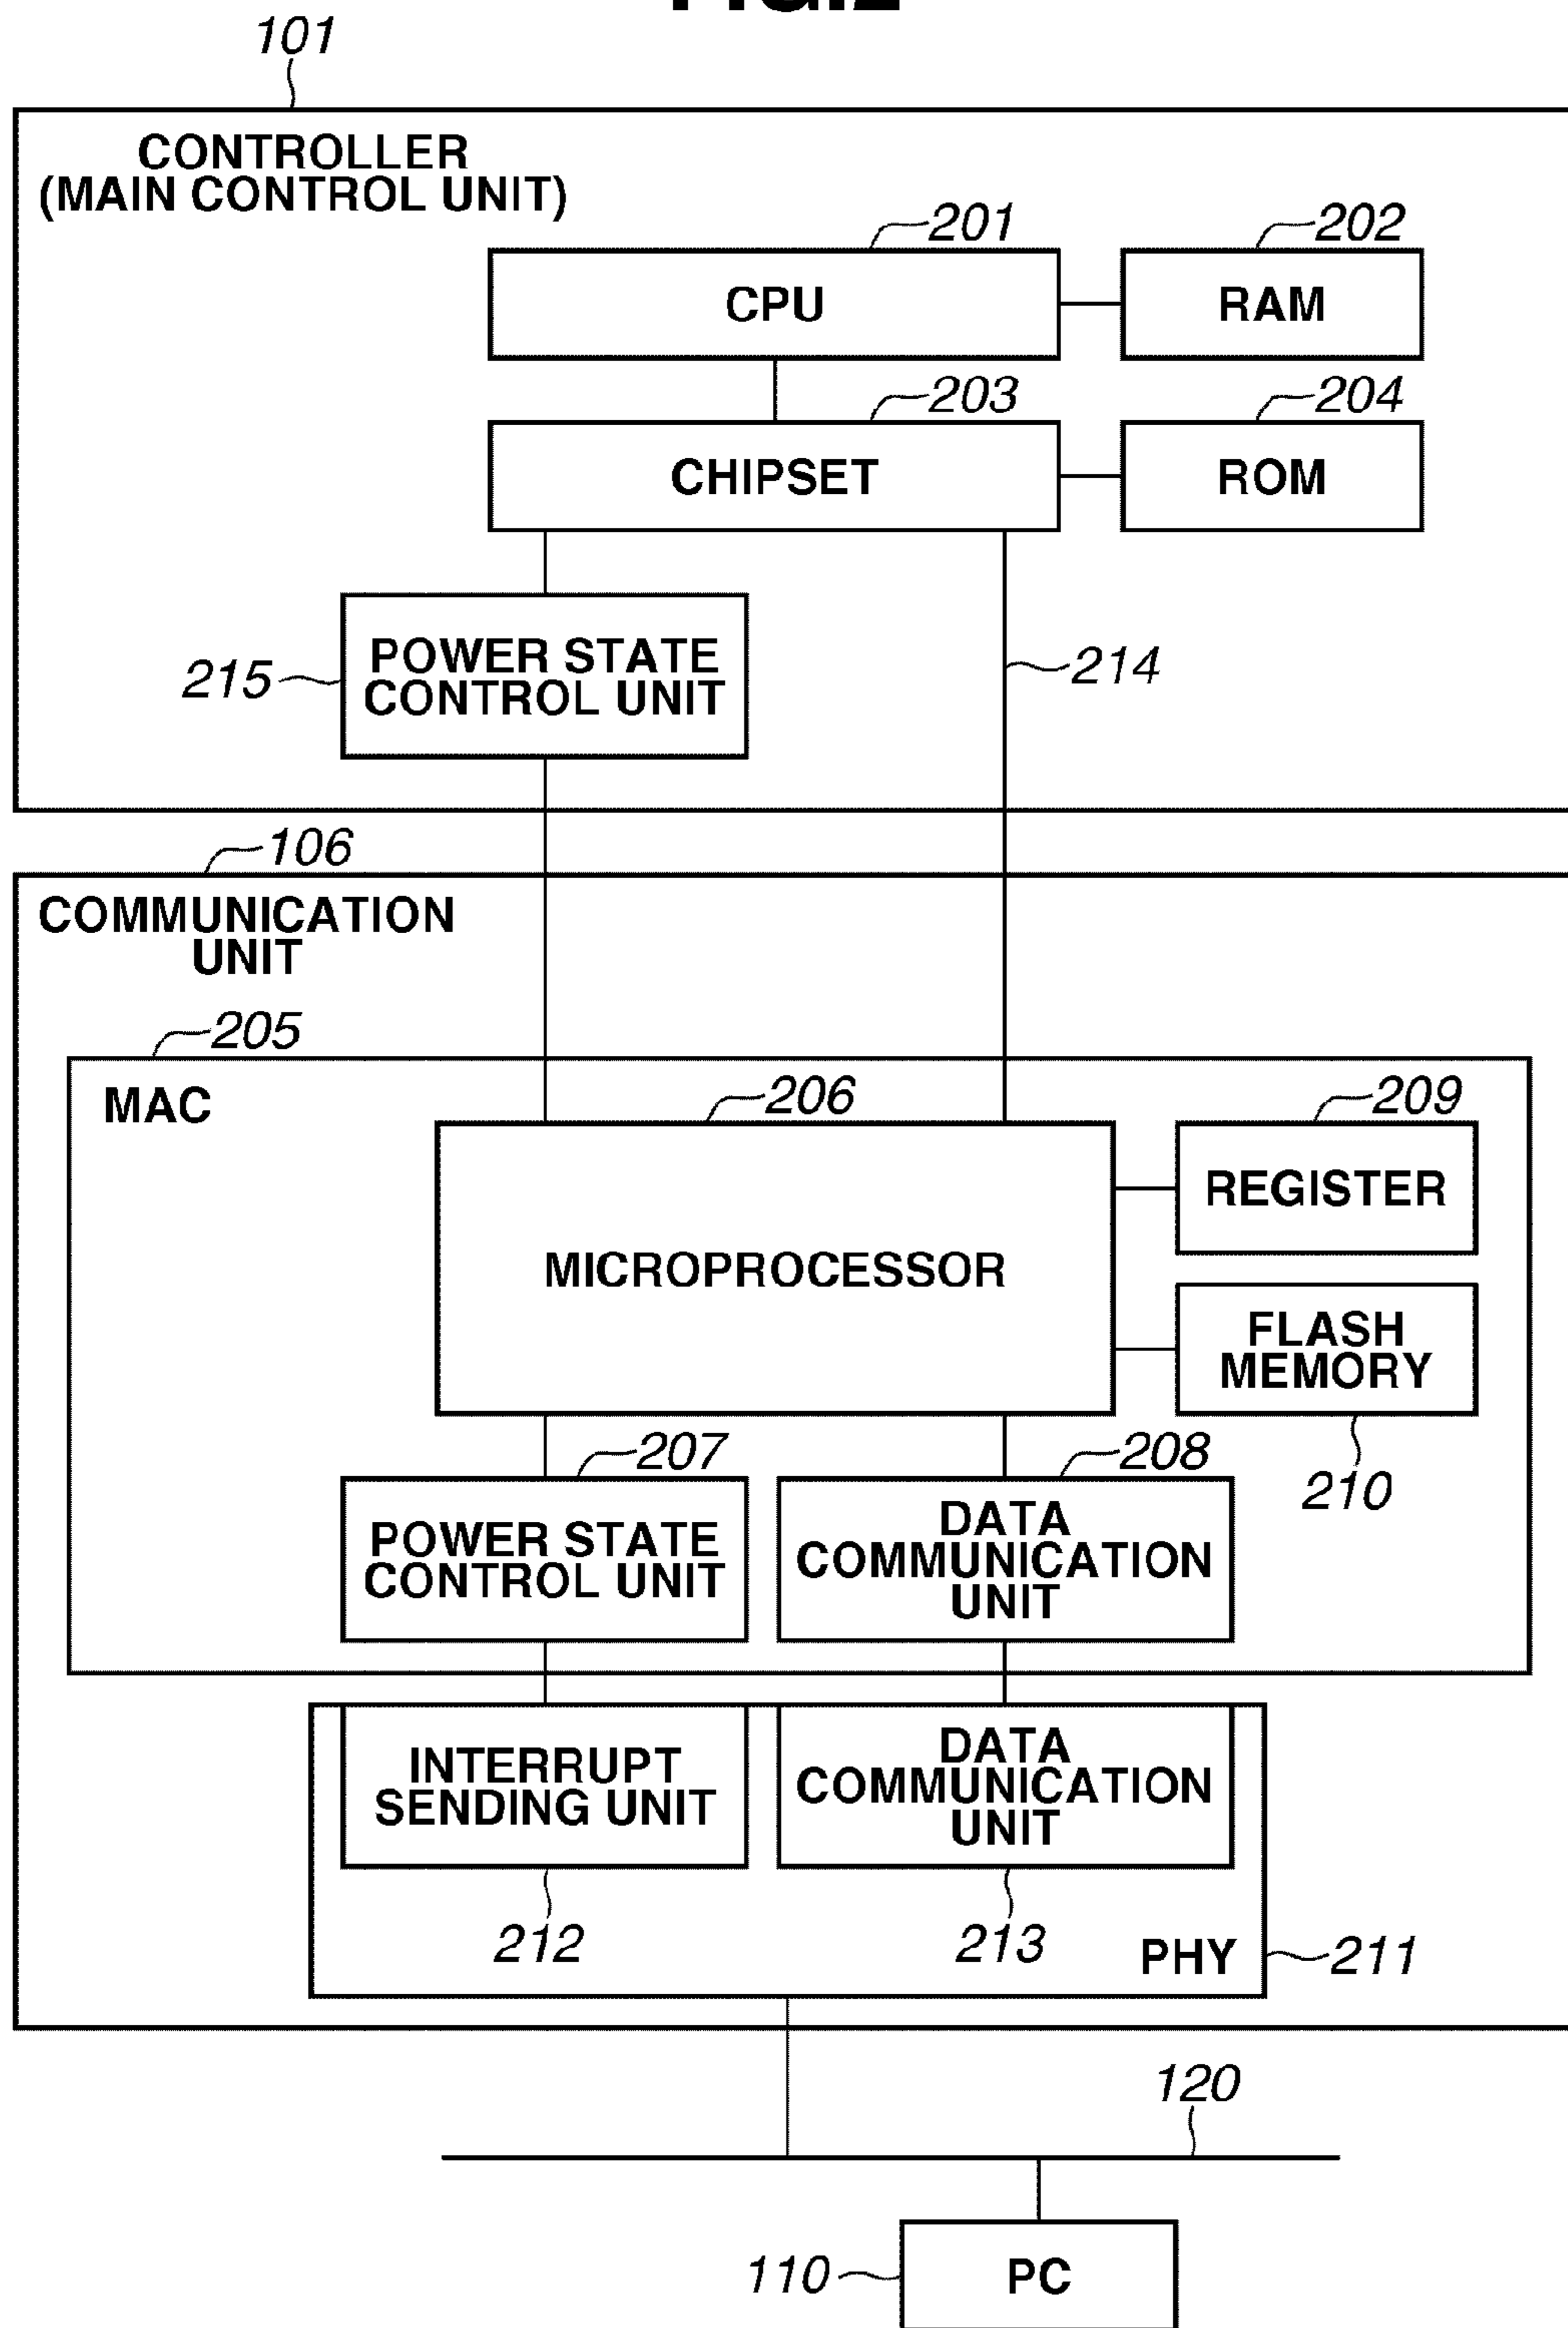 101
CONTROLLER
(MAIN CONTROL UNIT)
201
202
CPU
RAM
203
204
CHIPSET
ROM
POWER STATE
CONTROL UNIT
215
214
106
COMMUNICATION
UNIT
205
MAC
206
209
REGISTER
MICROPROCESSOR
FLASH
MEMORY
207
208
210
POWER STATE
CONTROL UNIT
DATA
COMMUNICATION
UNIT
INTERRUPT
SENDING UNIT
DATA
COMMUNICATION
UNIT
212
213
PHY
211
120
110
PC